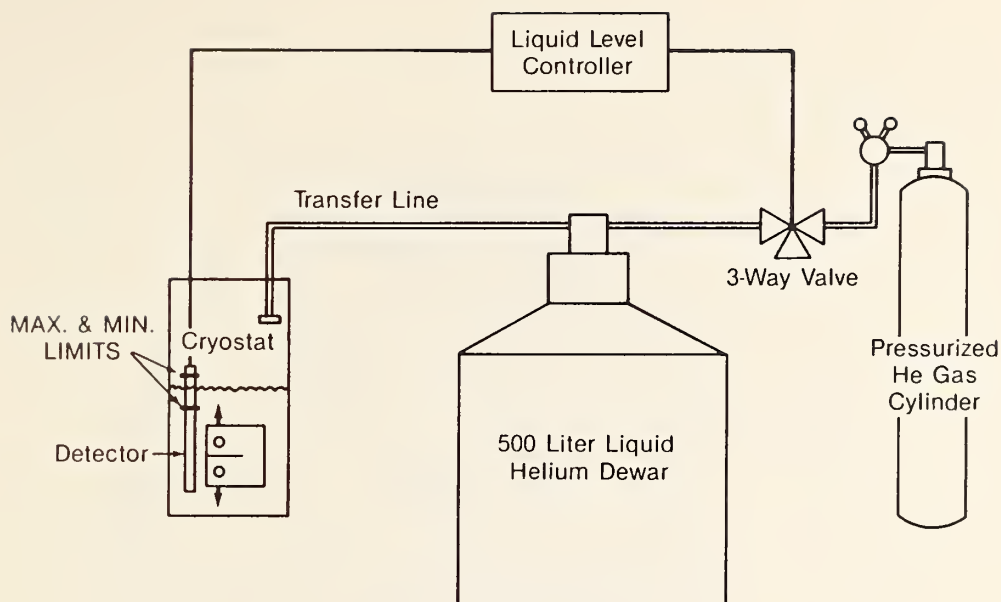 Liquid Level
Controller
Transfer Line
3-Way Valve
MAX. & MIN.
LIMITS
Cryostat
Pressurized
He Gas
Cylinder
Detector
500 Liter Liquid
Helium Dewar